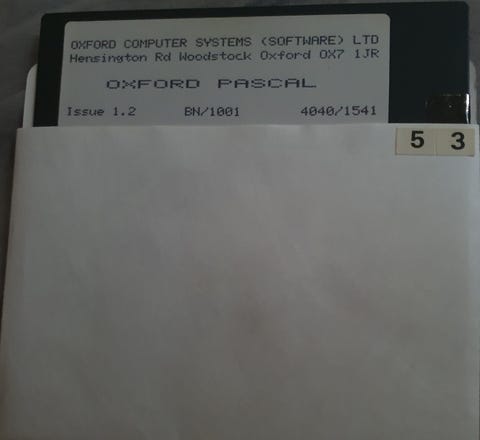 OXFORD COMPUTER SYSTEMS (SOFTWARE) LTD
Hensington Rd Woodstock Oxford OX7 1JR
OXFORD PASCAL
Issue 1.2 BN/1001 4040/1541
5 3